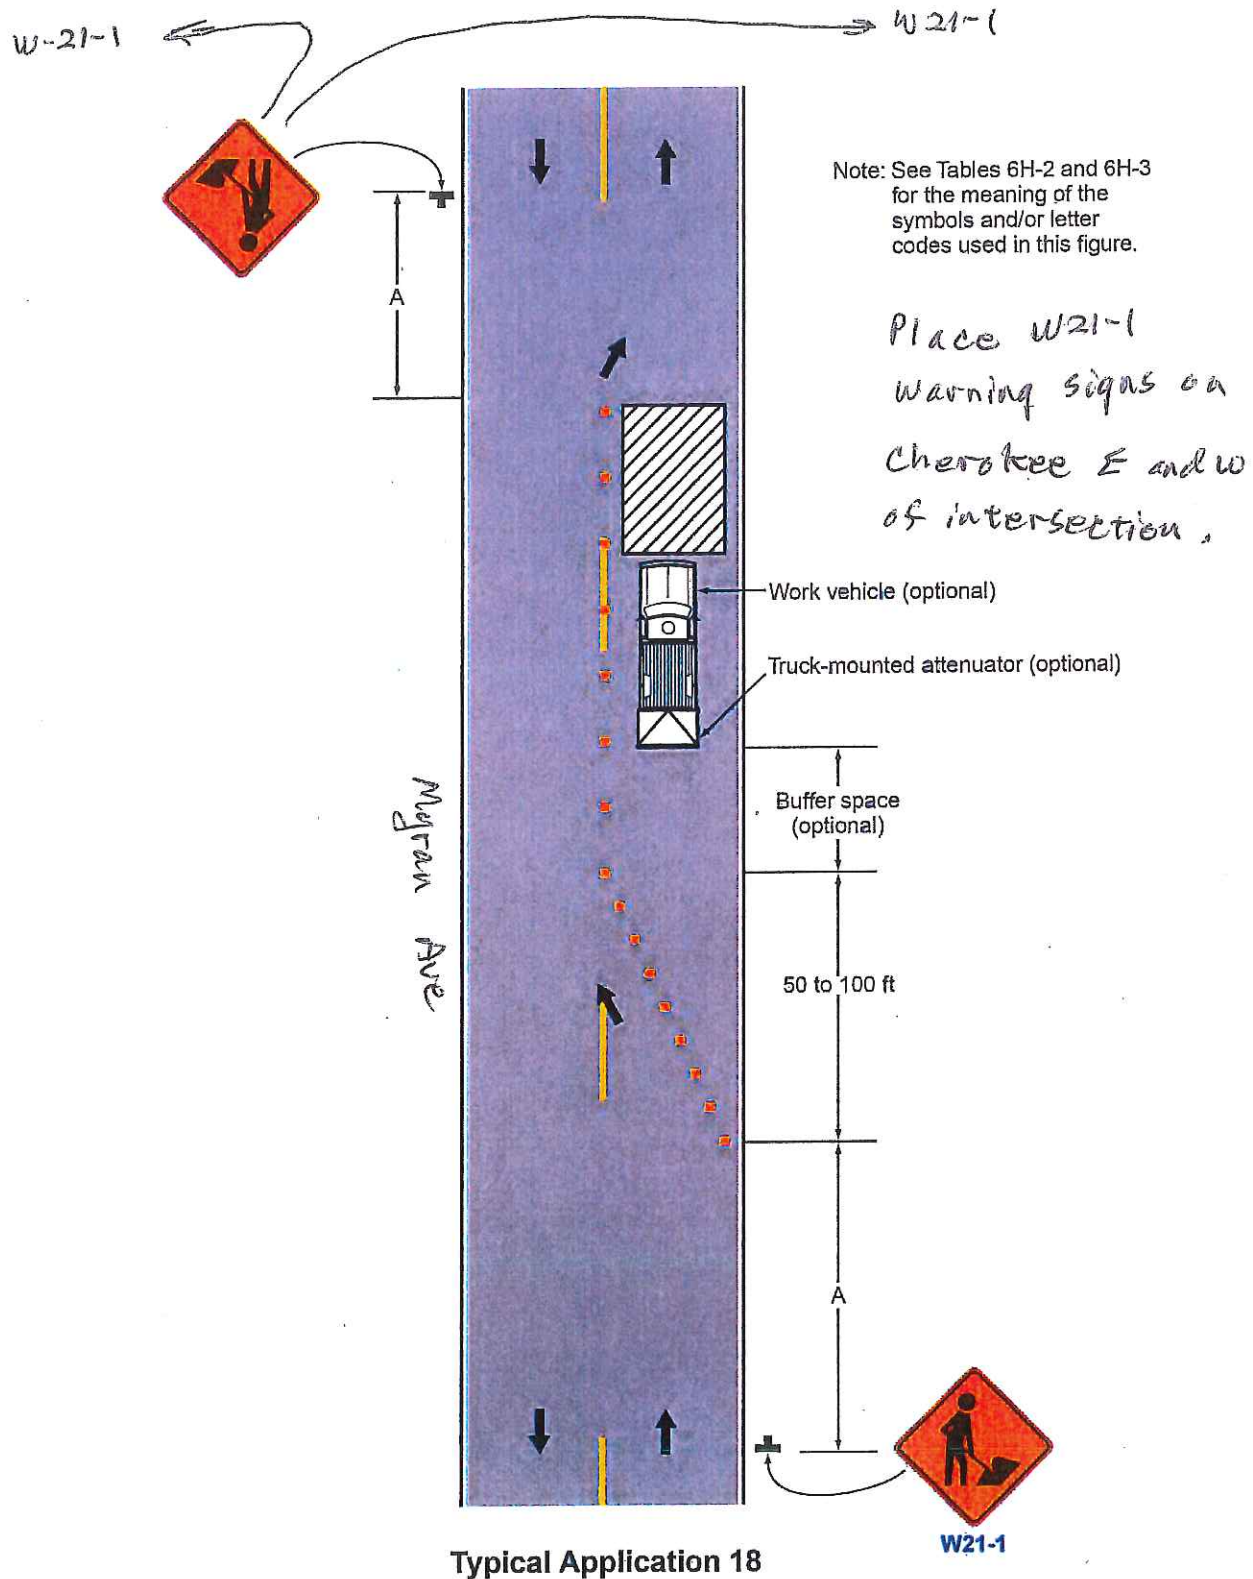 W-21-1
W21-1
Note: See Tables 6H-2 and 6H-3
for the meaning of the
symbols and/or letter
codes used in this figure.
A
Place W21-1
Warning signs on
Cherokee E and W
of intersection.
Work vehicle (optional)
Truck-mounted attenuator (optional)
Buffer space
(optional)
Ave
50 to 100 ft
A
W21-1
Typical Application 18